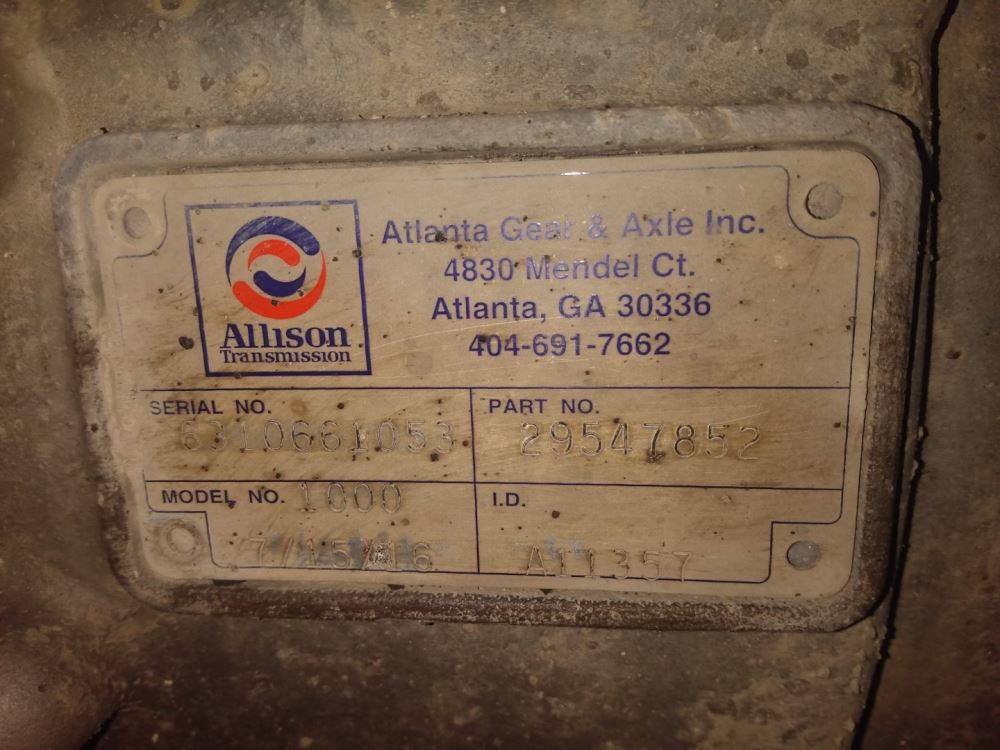 Allison
Transmission
Atlanta Gear & Axle Inc.
4830 Mendel Ct.
Atlanta, GA 30336
404-691-7662
SERIAL NO.
6310661053
PART NO.
29547852
MODEL NO. 1000
7/15/16
I.D.
A11357